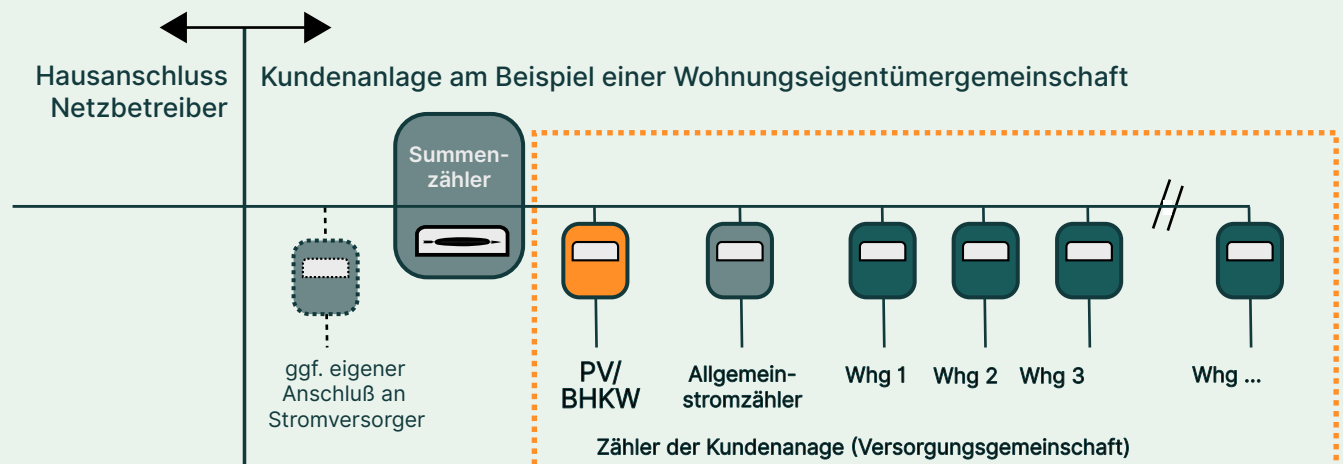 Hausanschluss
Netzbetreiber
Kundenanlage am Beispiel einer Wohnungseigentümergemeinschaft
Summen-
zähler
ggf. eigener
Anschluß an
Stromversorger
PV/
BHKW
Allgemein-
stromzähler
Whg 1
Whg 2
Whg 3
Whg ...
Zähler der Kundenanage (Versorgungsgemeinschaft)